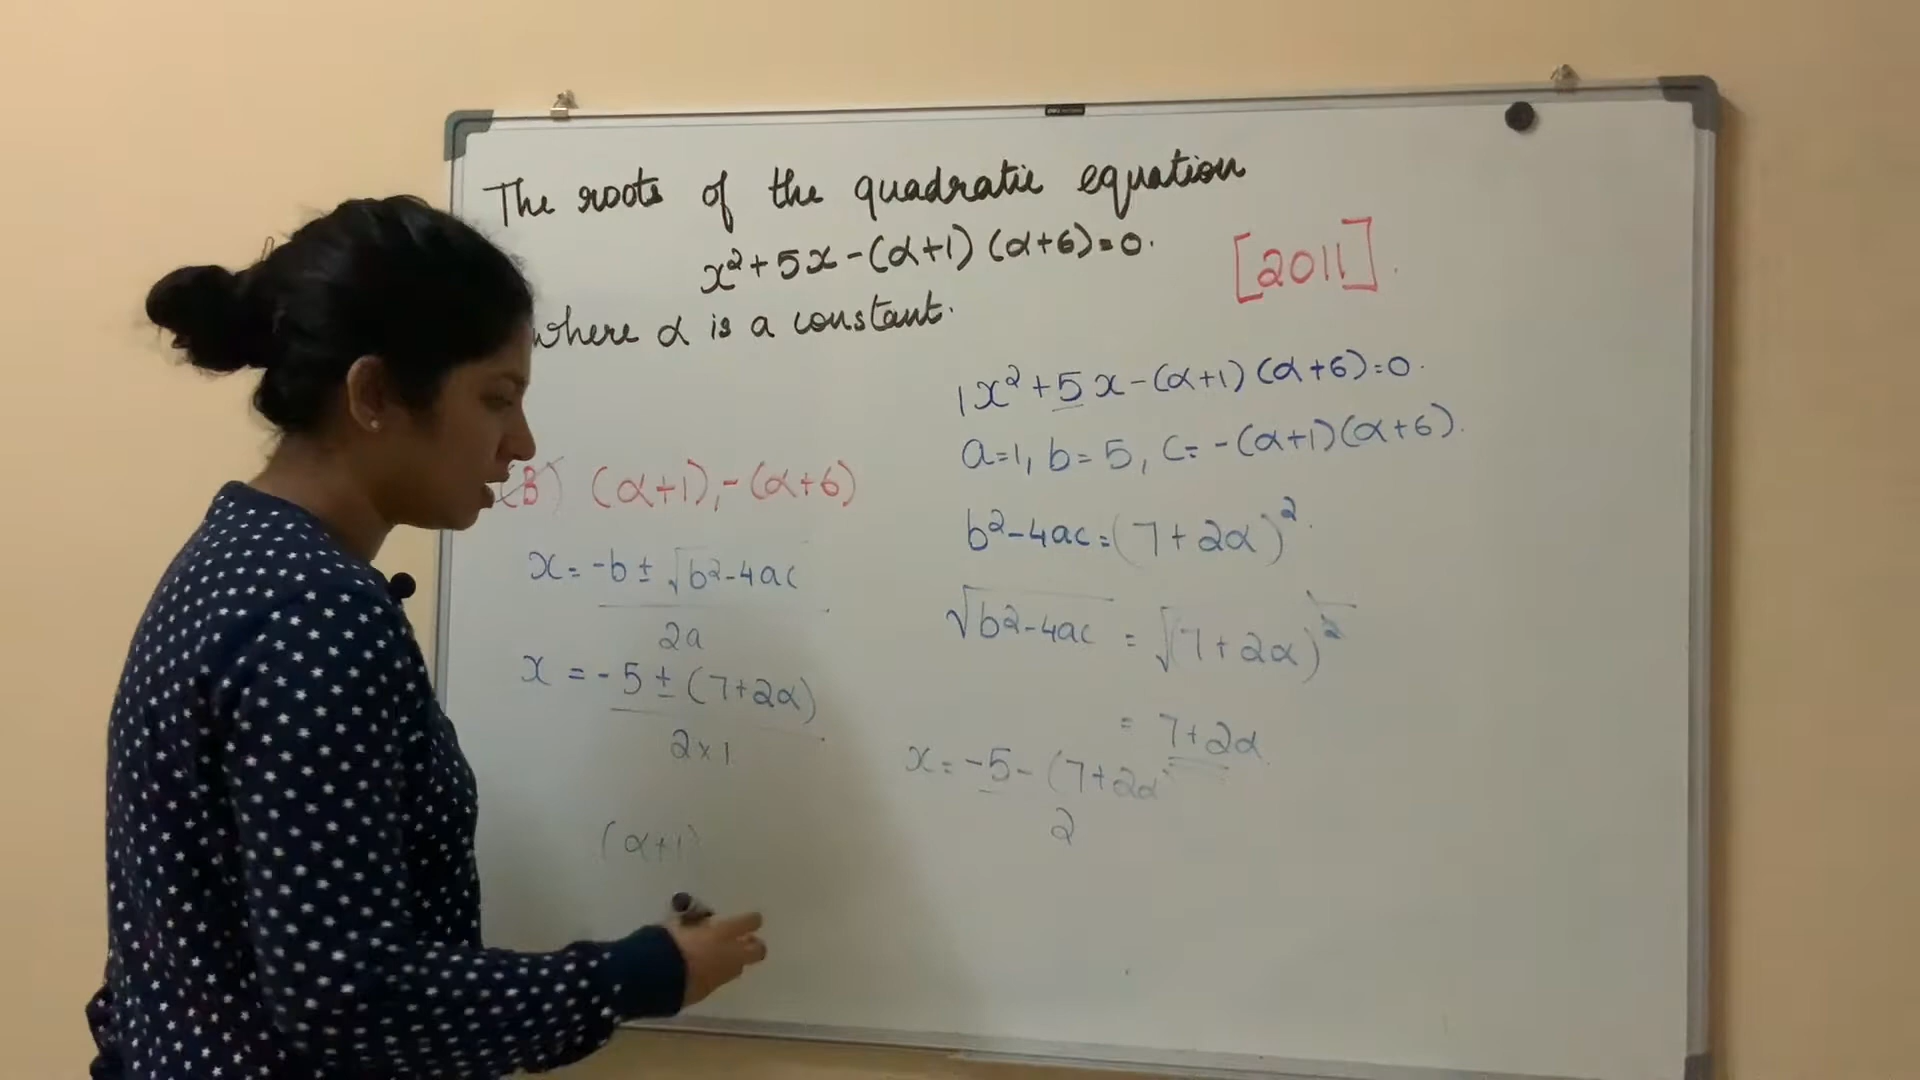 The roots of the quadratic equation
x²+5x-(α+1)(α+6)=0.
where α is a constant.
[2011].
(B) (α+1),-(α+6)
x = -b ± √b²-4ac
2a
x = -5 ± (7+2α)
2×1
(α+1)
1x²+5x-(α+1)(α+6)=0.
a=1, b=5, c=-(α+1)(α+6).
b²-4ac = (7+2α)².
√b²-4ac = √(7+2α)²
= 7+2α
x = -5-(7+2α
2